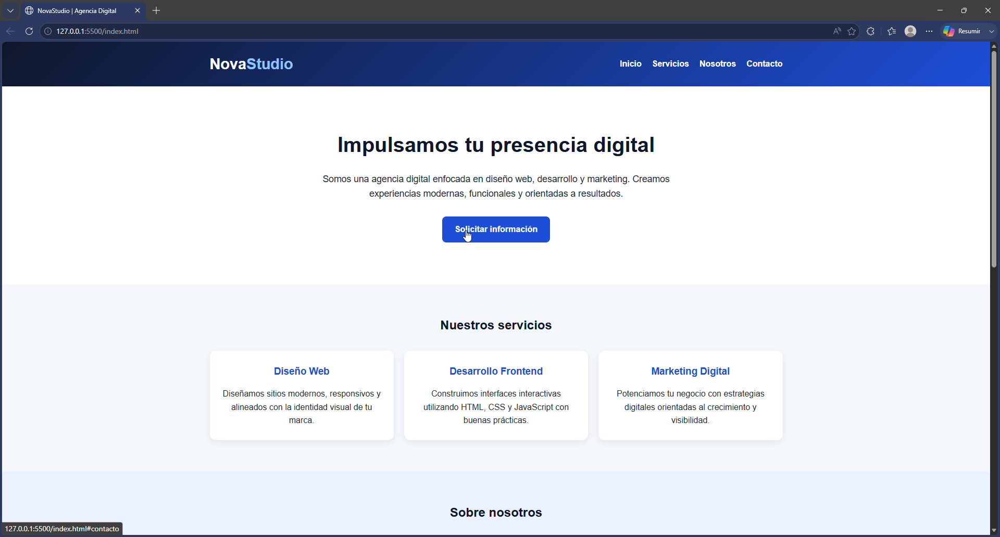 NovaStudio | Agencia Digital
127.0.0.1:5500/index.html
Resumir
NovaStudio
Inicio Servicios Nosotros Contacto
Impulsamos tu presencia digital
Somos una agencia digital enfocada en diseño web, desarrollo y marketing. Creamos
experiencias modernas, funcionales y orientadas a resultados.
Solicitar información
Nuestros servicios
Diseño Web
Diseñamos sitios modernos, responsivos y
alineados con la identidad visual de tu
marca.
Desarrollo Frontend
Construimos interfaces interactivas
utilizando HTML, CSS y JavaScript con
buenas prácticas.
Marketing Digital
Potenciamos tu negocio con estrategias
digitales orientadas al crecimiento y
visibilidad.
Sobre nosotros
127.0.0.1:5500/index.html#contacto